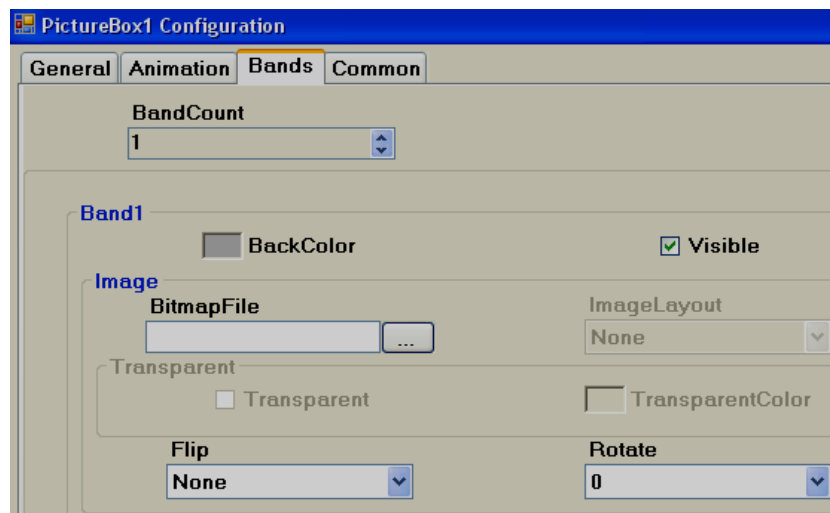 PictureBox1 Configuration
General Animation Bands Common
BandCount
1
Band1
BackColor Visible
Image
BitmapFile ImageLayout
... None
Transparent
Transparent TransparentColor
Flip Rotate
None 0